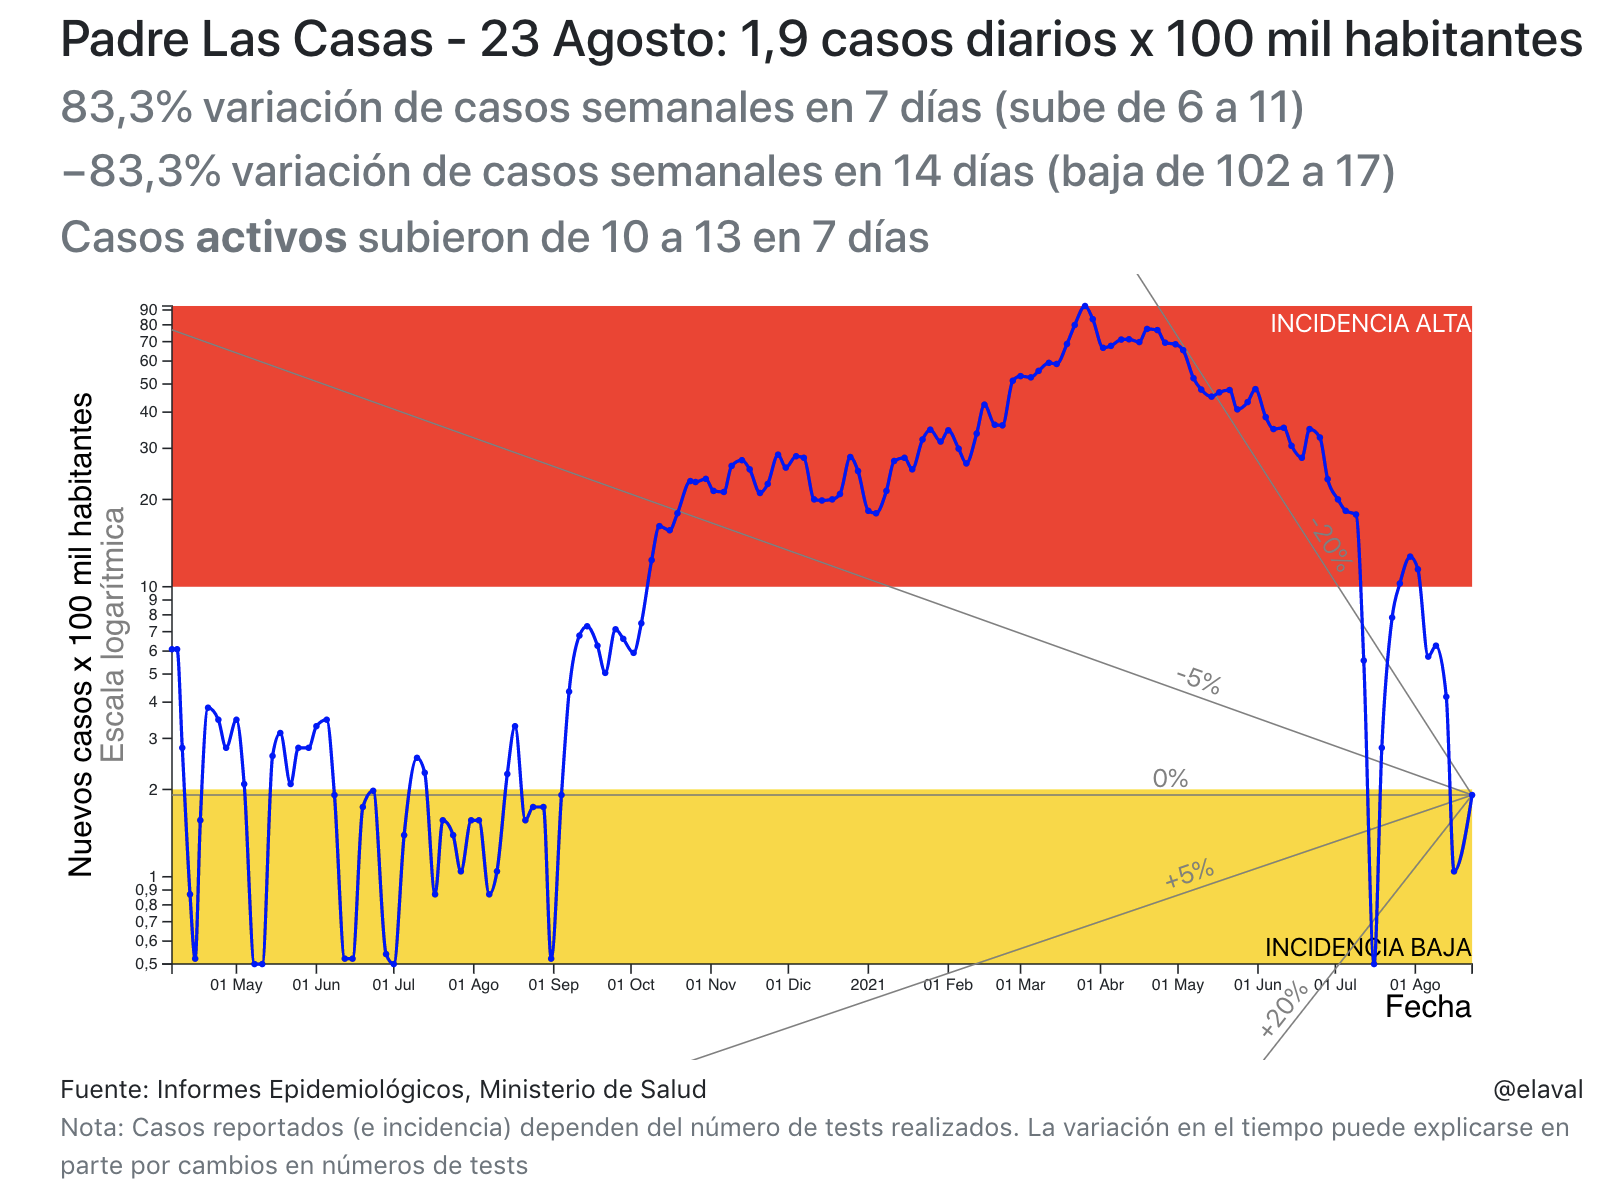 Padre Las Casas - 23 Agosto: 1,9 casos diarios x 100 mil habitantes
83,3% variación de casos semanales en 7 días (sube de 6 a 11)
−83,3% variación de casos semanales en 14 días (baja de 102 a 17)
Casos activos subieron de 10 a 13 en 7 días
INCIDENCIA ALTA
90
80
70
60
50
40
30
20
10
9
8
7
6
5
4
3
2
1
0,9
0,8
0,7
0,6
0,5
Nuevos casos x 100 mil habitantes
Escala logarítmica
-20%
-5%
0%
+5%
+20%
INCIDENCIA BAJA
01 May 01 Jun 01 Jul 01 Ago 01 Sep 01 Oct 01 Nov 01 Dic 2021 01 Feb 01 Mar 01 Abr 01 May 01 Jun 01 Jul 01 Ago
Fecha
Fuente: Informes Epidemiológicos, Ministerio de Salud @elaval
Nota: Casos reportados (e incidencia) dependen del número de tests realizados. La variación en el tiempo puede explicarse en
parte por cambios en números de tests